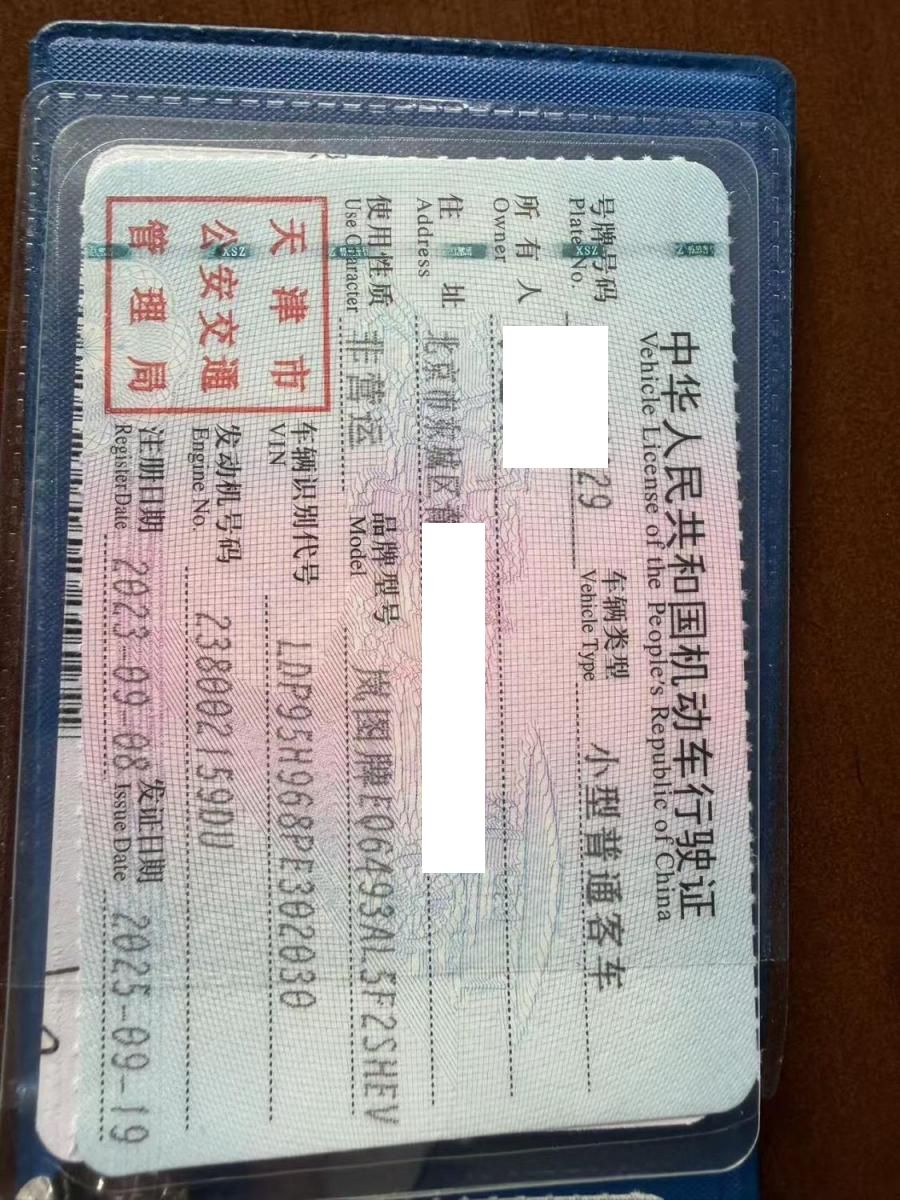 中华人民共和国机动车行驶证
Vehicle License of the People's Republic of China
号牌号码 29 车辆类型 小型普通客车
Plate No. Vehicle Type
所有人
Owner
住址 北京市东城区
Address
使用性质 非营运 品牌型号 岚图牌EQ6493AL5F2SHEV
Use Character Model
天津市
公安交通
管理局
车辆识别代号 LDP95H968PE302030
VIN
发动机号码 238002159DU
Engine No.
注册日期 2023-09-08 发证日期 2025-09-19
Register Date Issue Date
ZSX
ZSX